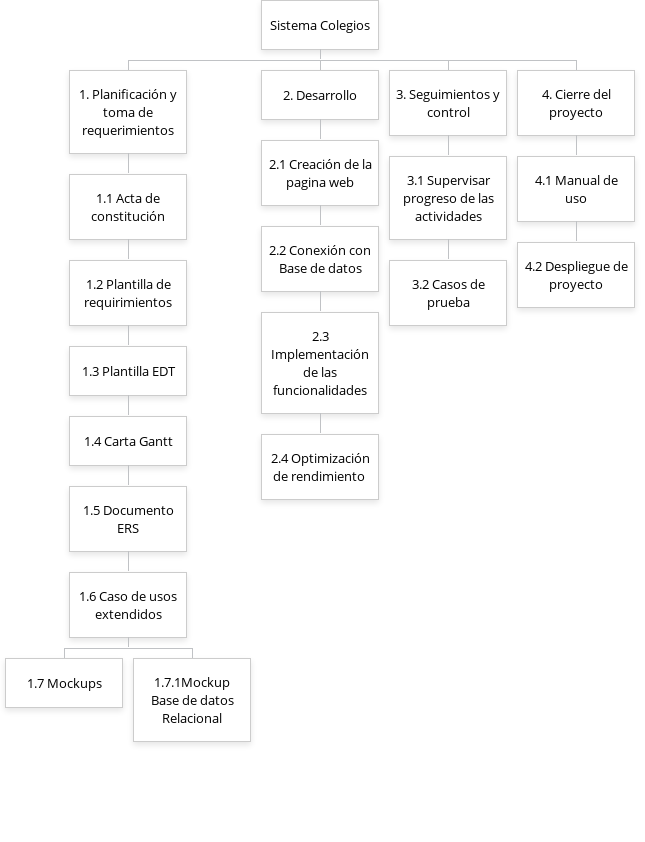 Sistema Colegios
1. Planificación y
toma de
requerimientos
1.1 Acta de
constitución
1.2 Plantilla de
requirimientos
1.3 Plantilla EDT
1.4 Carta Gantt
1.5 Documento
ERS
1.6 Caso de usos
extendidos
1.7 Mockups
1.7.1Mockup
Base de datos
Relacional
2. Desarrollo
2.1 Creación de la
pagina web
2.2 Conexión con
Base de datos
2.3
Implementación
de las
funcionalidades
2.4 Optimización
de rendimiento
3. Seguimientos y
control
3.1 Supervisar
progreso de las
actividades
3.2 Casos de
prueba
4. Cierre del
proyecto
4.1 Manual de
uso
4.2 Despliegue de
proyecto